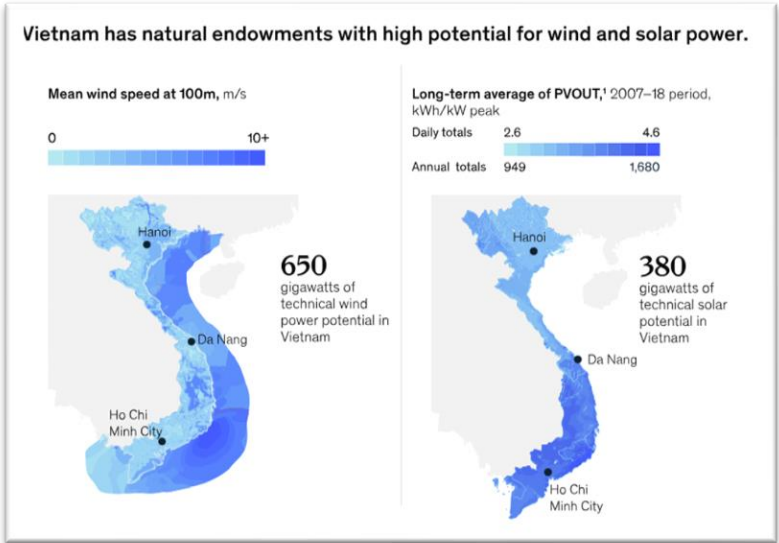 Vietnam has natural endowments with high potential for wind and solar power.
Mean wind speed at 100m, m/s
0 10+
Hanoi
650
gigawatts of
technical wind
power potential in
Vietnam
Da Nang
Ho Chi
Minh City
Long-term average of PVOUT,¹ 2007–18 period,
kWh/kW peak
Daily totals 2.6 4.6
Annual totals 949 1,680
Hanoi
380
gigawatts of
technical solar
potential in
Vietnam
Da Nang
Ho Chi
Minh City